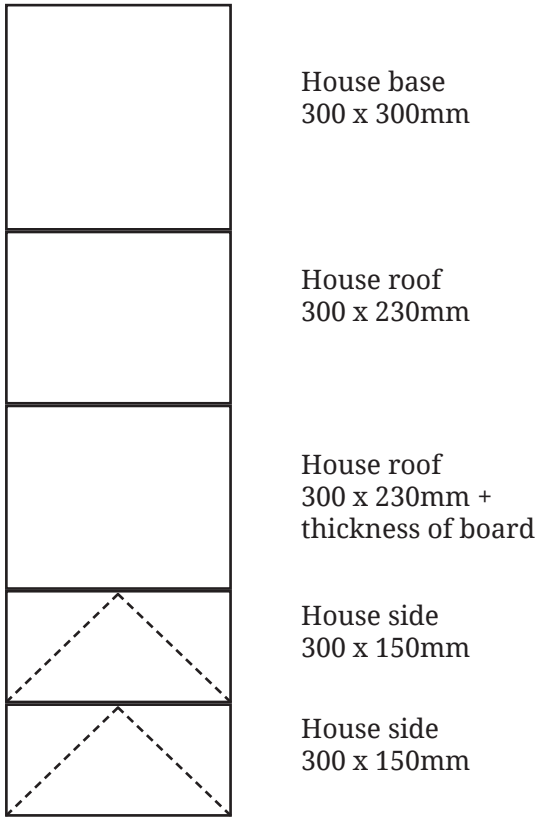 House base
300 x 300mm
House roof
300 x 230mm
House roof
300 x 230mm +
thickness of board
House side
300 x 150mm
House side
300 x 150mm